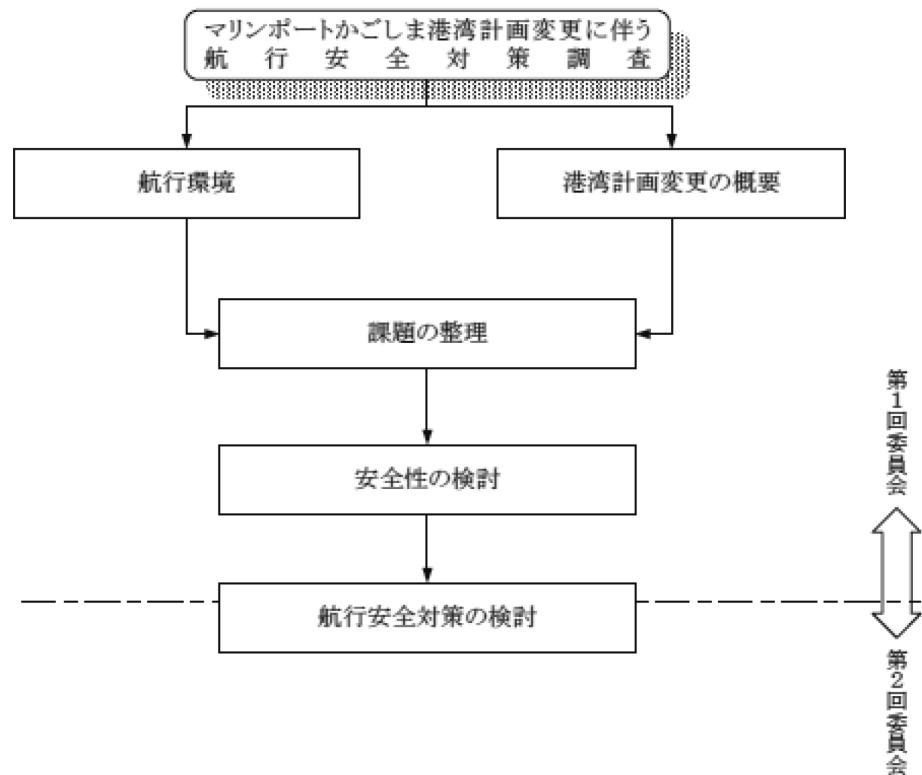 マリンポートかごしま港湾計画変更に伴う
航行安全対策調査
航行環境
港湾計画変更の概要
課題の整理
安全性の検討
航行安全対策の検討
第1回委員会
第2回委員会